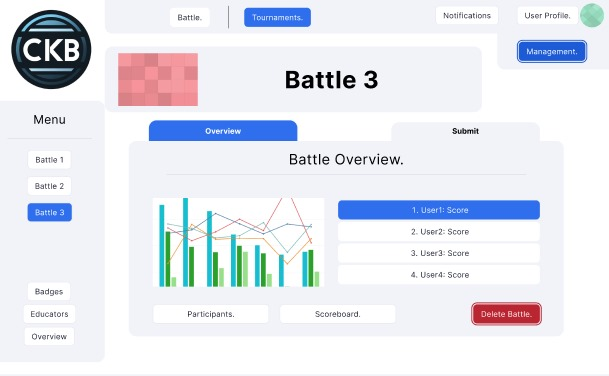 CKB
Battle.
Tournaments.
Notifications
User Profile.
Management.
Battle 3
Menu
Battle 1
Battle 2
Battle 3
Badges
Educators
Overview
Overview
Submit
Battle Overview.
1. User1: Score
2. User2: Score
3. User3: Score
4. User4: Score
Participants.
Scoreboard.
Delete Battle.